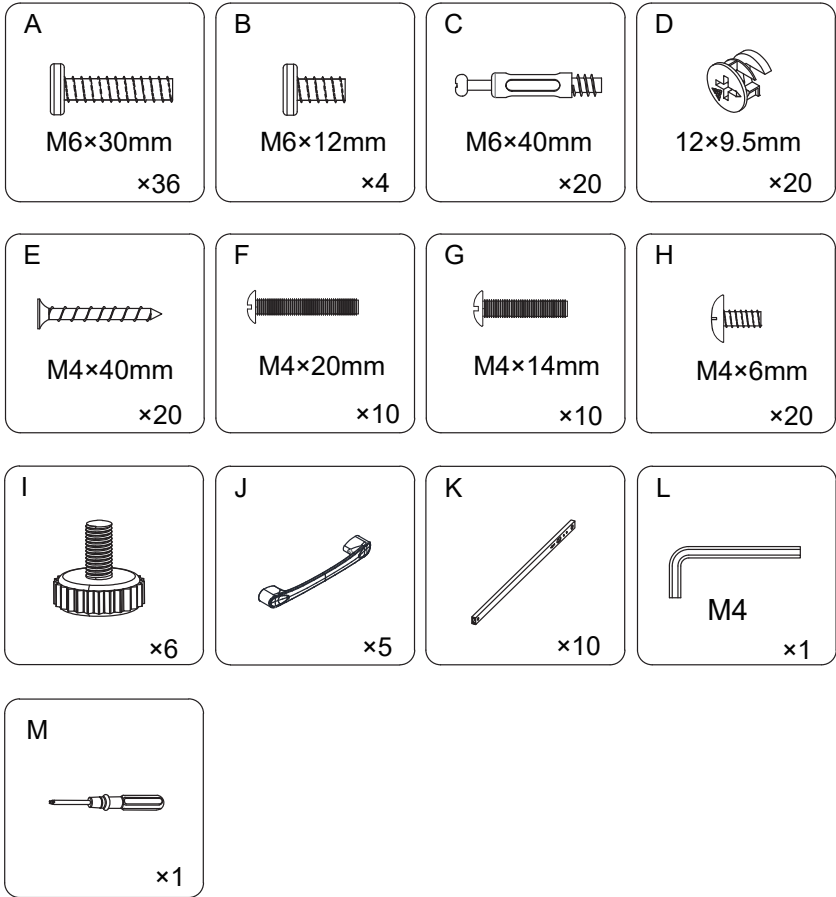 A
M6×30mm
×36
B
M6×12mm
×4
C
M6×40mm
×20
D
12×9.5mm
×20
E
M4×40mm
×20
F
M4×20mm
×10
G
M4×14mm
×10
H
M4×6mm
×20
I
×6
J
×5
K
×10
L
M4
×1
M
×1